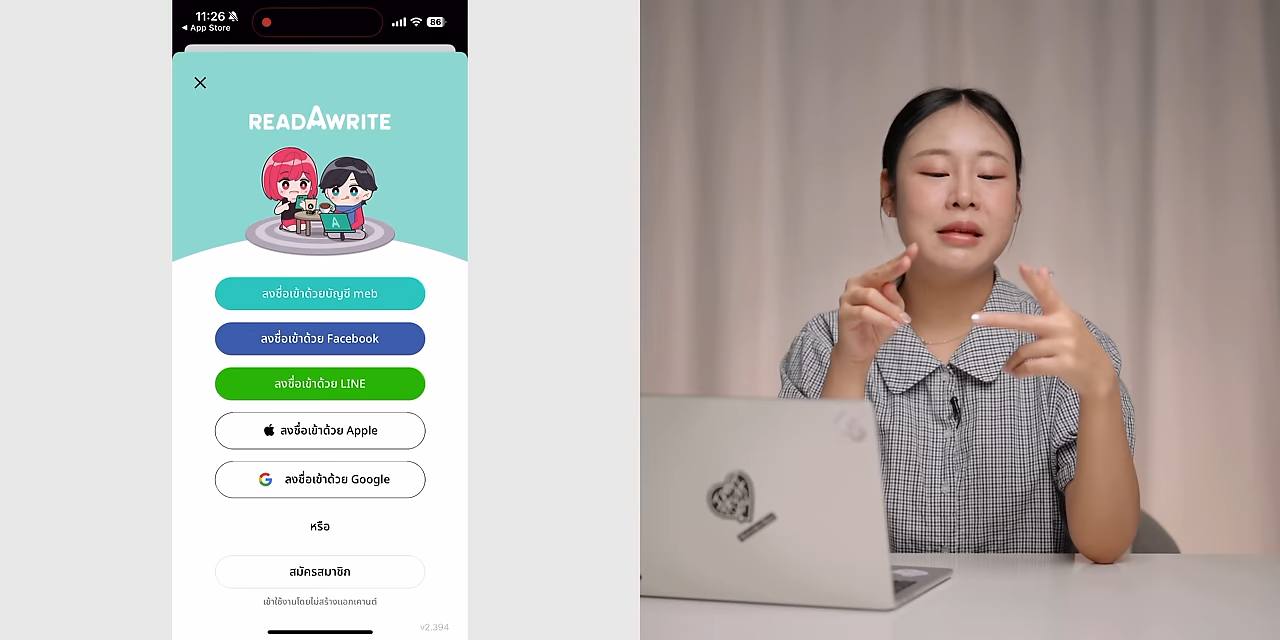 11:26
86
◀ App Store
READAWRITE
A
ลงชื่อเข้าด้วยบัญชี meb
ลงชื่อเข้าด้วย Facebook
ลงชื่อเข้าด้วย LINE
ลงชื่อเข้าด้วย Apple
ลงชื่อเข้าด้วย Google
หรือ
สมัครสมาชิก
เข้าใช้งานโดยไม่สร้างแอกเคานต์
v2.394